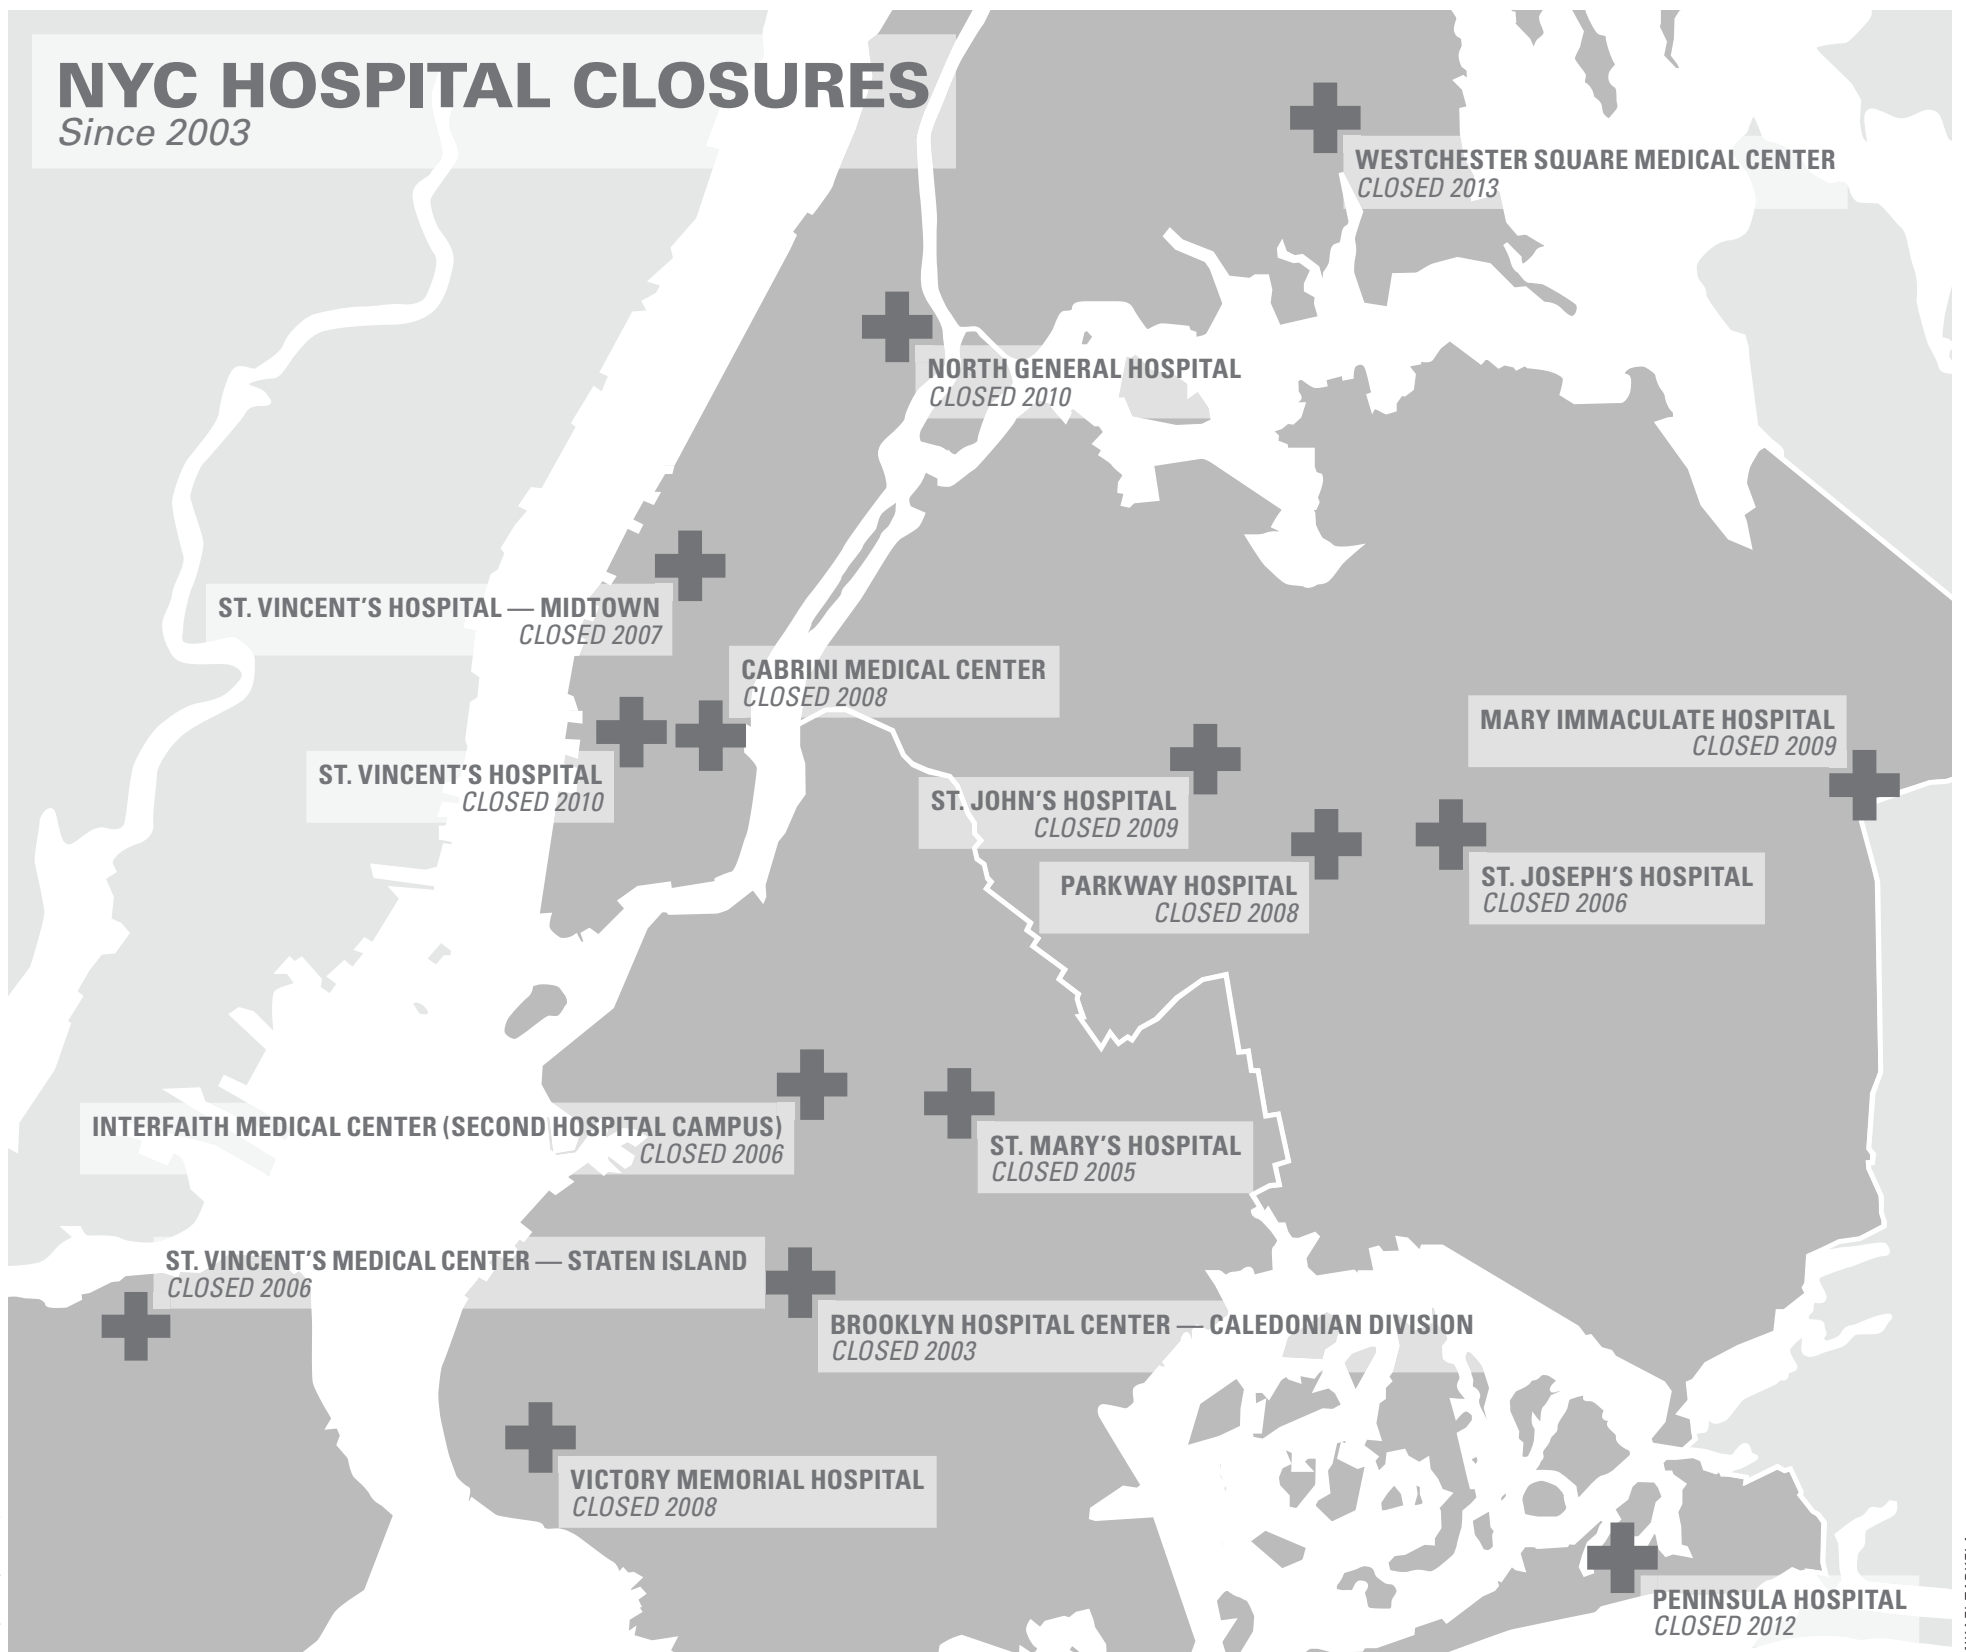 NYC HOSPITAL CLOSURES
Since 2003
WESTCHESTER SQUARE MEDICAL CENTER
CLOSED 2013
NORTH GENERAL HOSPITAL
CLOSED 2010
ST. VINCENT'S HOSPITAL — MIDTOWN
CLOSED 2007
CABRINI MEDICAL CENTER
CLOSED 2008
MARY IMMACULATE HOSPITAL
CLOSED 2009
ST. VINCENT'S HOSPITAL
CLOSED 2010
ST. JOHN'S HOSPITAL
CLOSED 2009
PARKWAY HOSPITAL
CLOSED 2008
ST. JOSEPH'S HOSPITAL
CLOSED 2006
INTERFAITH MEDICAL CENTER (SECOND HOSPITAL CAMPUS)
CLOSED 2006
ST. MARY'S HOSPITAL
CLOSED 2005
ST. VINCENT'S MEDICAL CENTER — STATEN ISLAND
CLOSED 2006
BROOKLYN HOSPITAL CENTER — CALEDONIAN DIVISION
CLOSED 2003
VICTORY MEMORIAL HOSPITAL
CLOSED 2008
PENINSULA HOSPITAL
CLOSED 2012